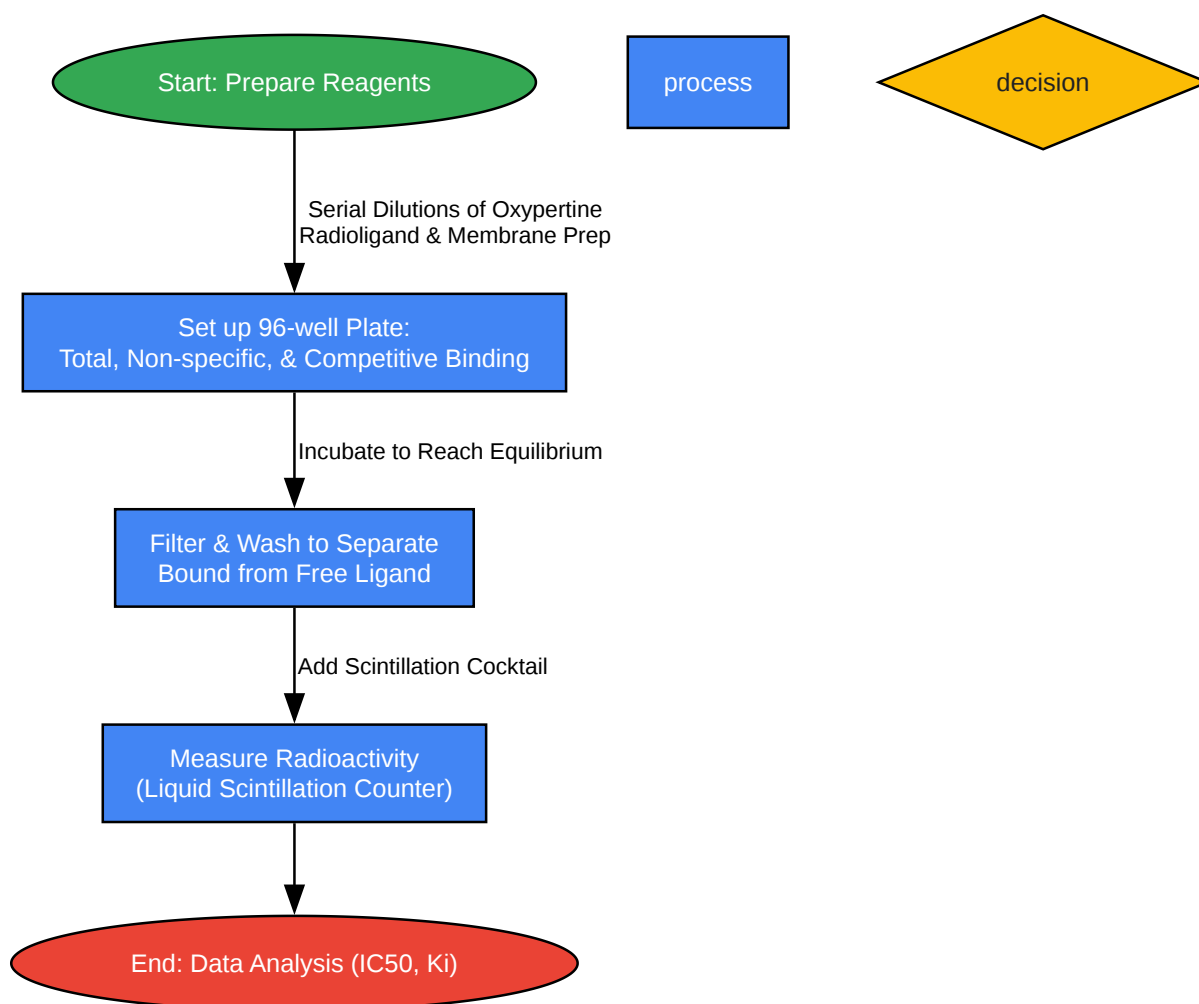 Start: Prepare Reagents
process
decision
Serial Dilutions of Oxypertine
Radioligand & Membrane Prep
Set up 96-well Plate:
Total, Non-specific, & Competitive Binding
Incubate to Reach Equilibrium
Filter & Wash to Separate
Bound from Free Ligand
Add Scintillation Cocktail
Measure Radioactivity
(Liquid Scintillation Counter)
End: Data Analysis (IC50, Ki)